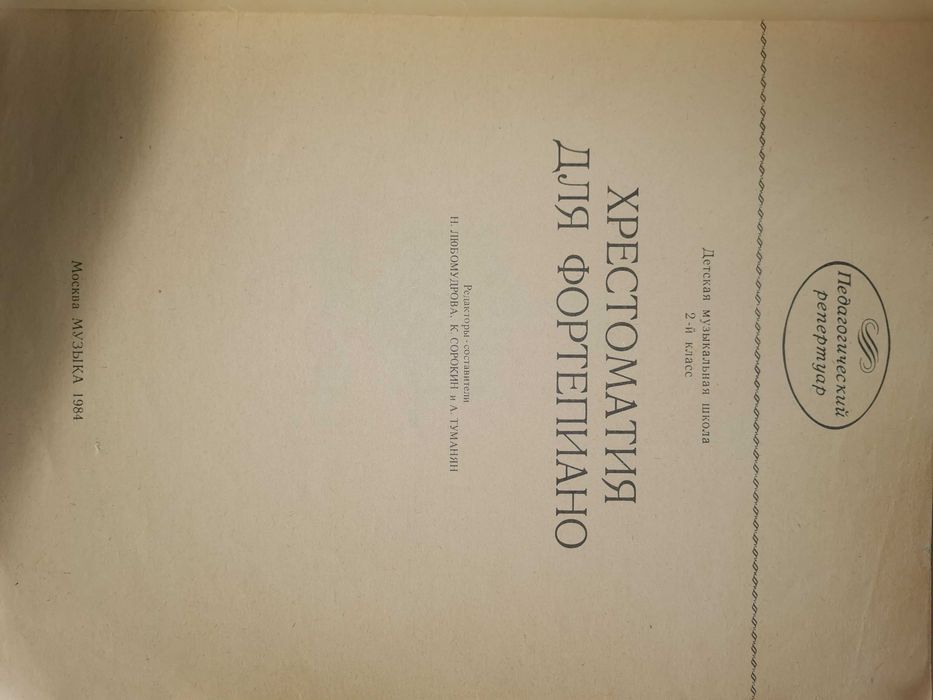 Педагогический
репертуар
Детская музыкальная школа
2-й класс
ХРЕСТОМАТИЯ
ДЛЯ ФОРТЕПИАНО
Редакторы-составители
Н. ЛЮБОМУДРОВА, К. СОРОКИН и А. ТУМАНЯН
Москва МУЗЫКА 1984